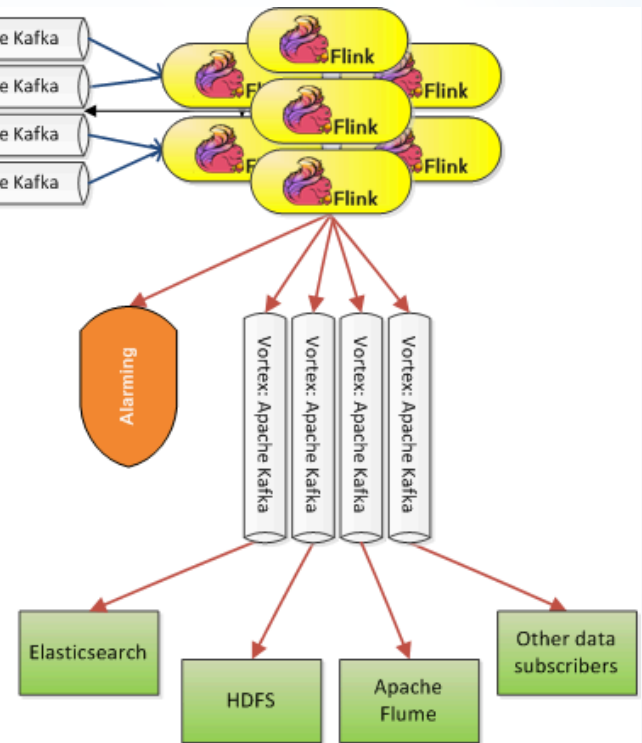 e Kafka
e Kafka
e Kafka
e Kafka
Flink
Flink
Flink
Flink
Flink
Alarming
Vortex: Apache Kafka
Vortex: Apache Kafka
Vortex: Apache Kafka
Vortex: Apache Kafka
Elasticsearch
HDFS
Apache
Flume
Other data
subscribers